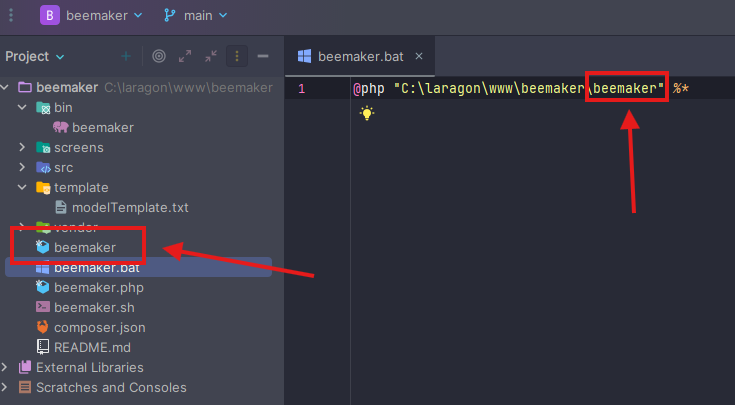 B beemaker main
Project
beemaker.bat
beemaker C:\laragon\www\beemaker
1 @php "C:\laragon\www\beemaker\beemaker" %*
bin
beemaker
screens
src
template
modelTemplate.txt
vendor
beemaker
beemaker.bat
beemaker.php
beemaker.sh
composer.json
README.md
External Libraries
Scratches and Consoles